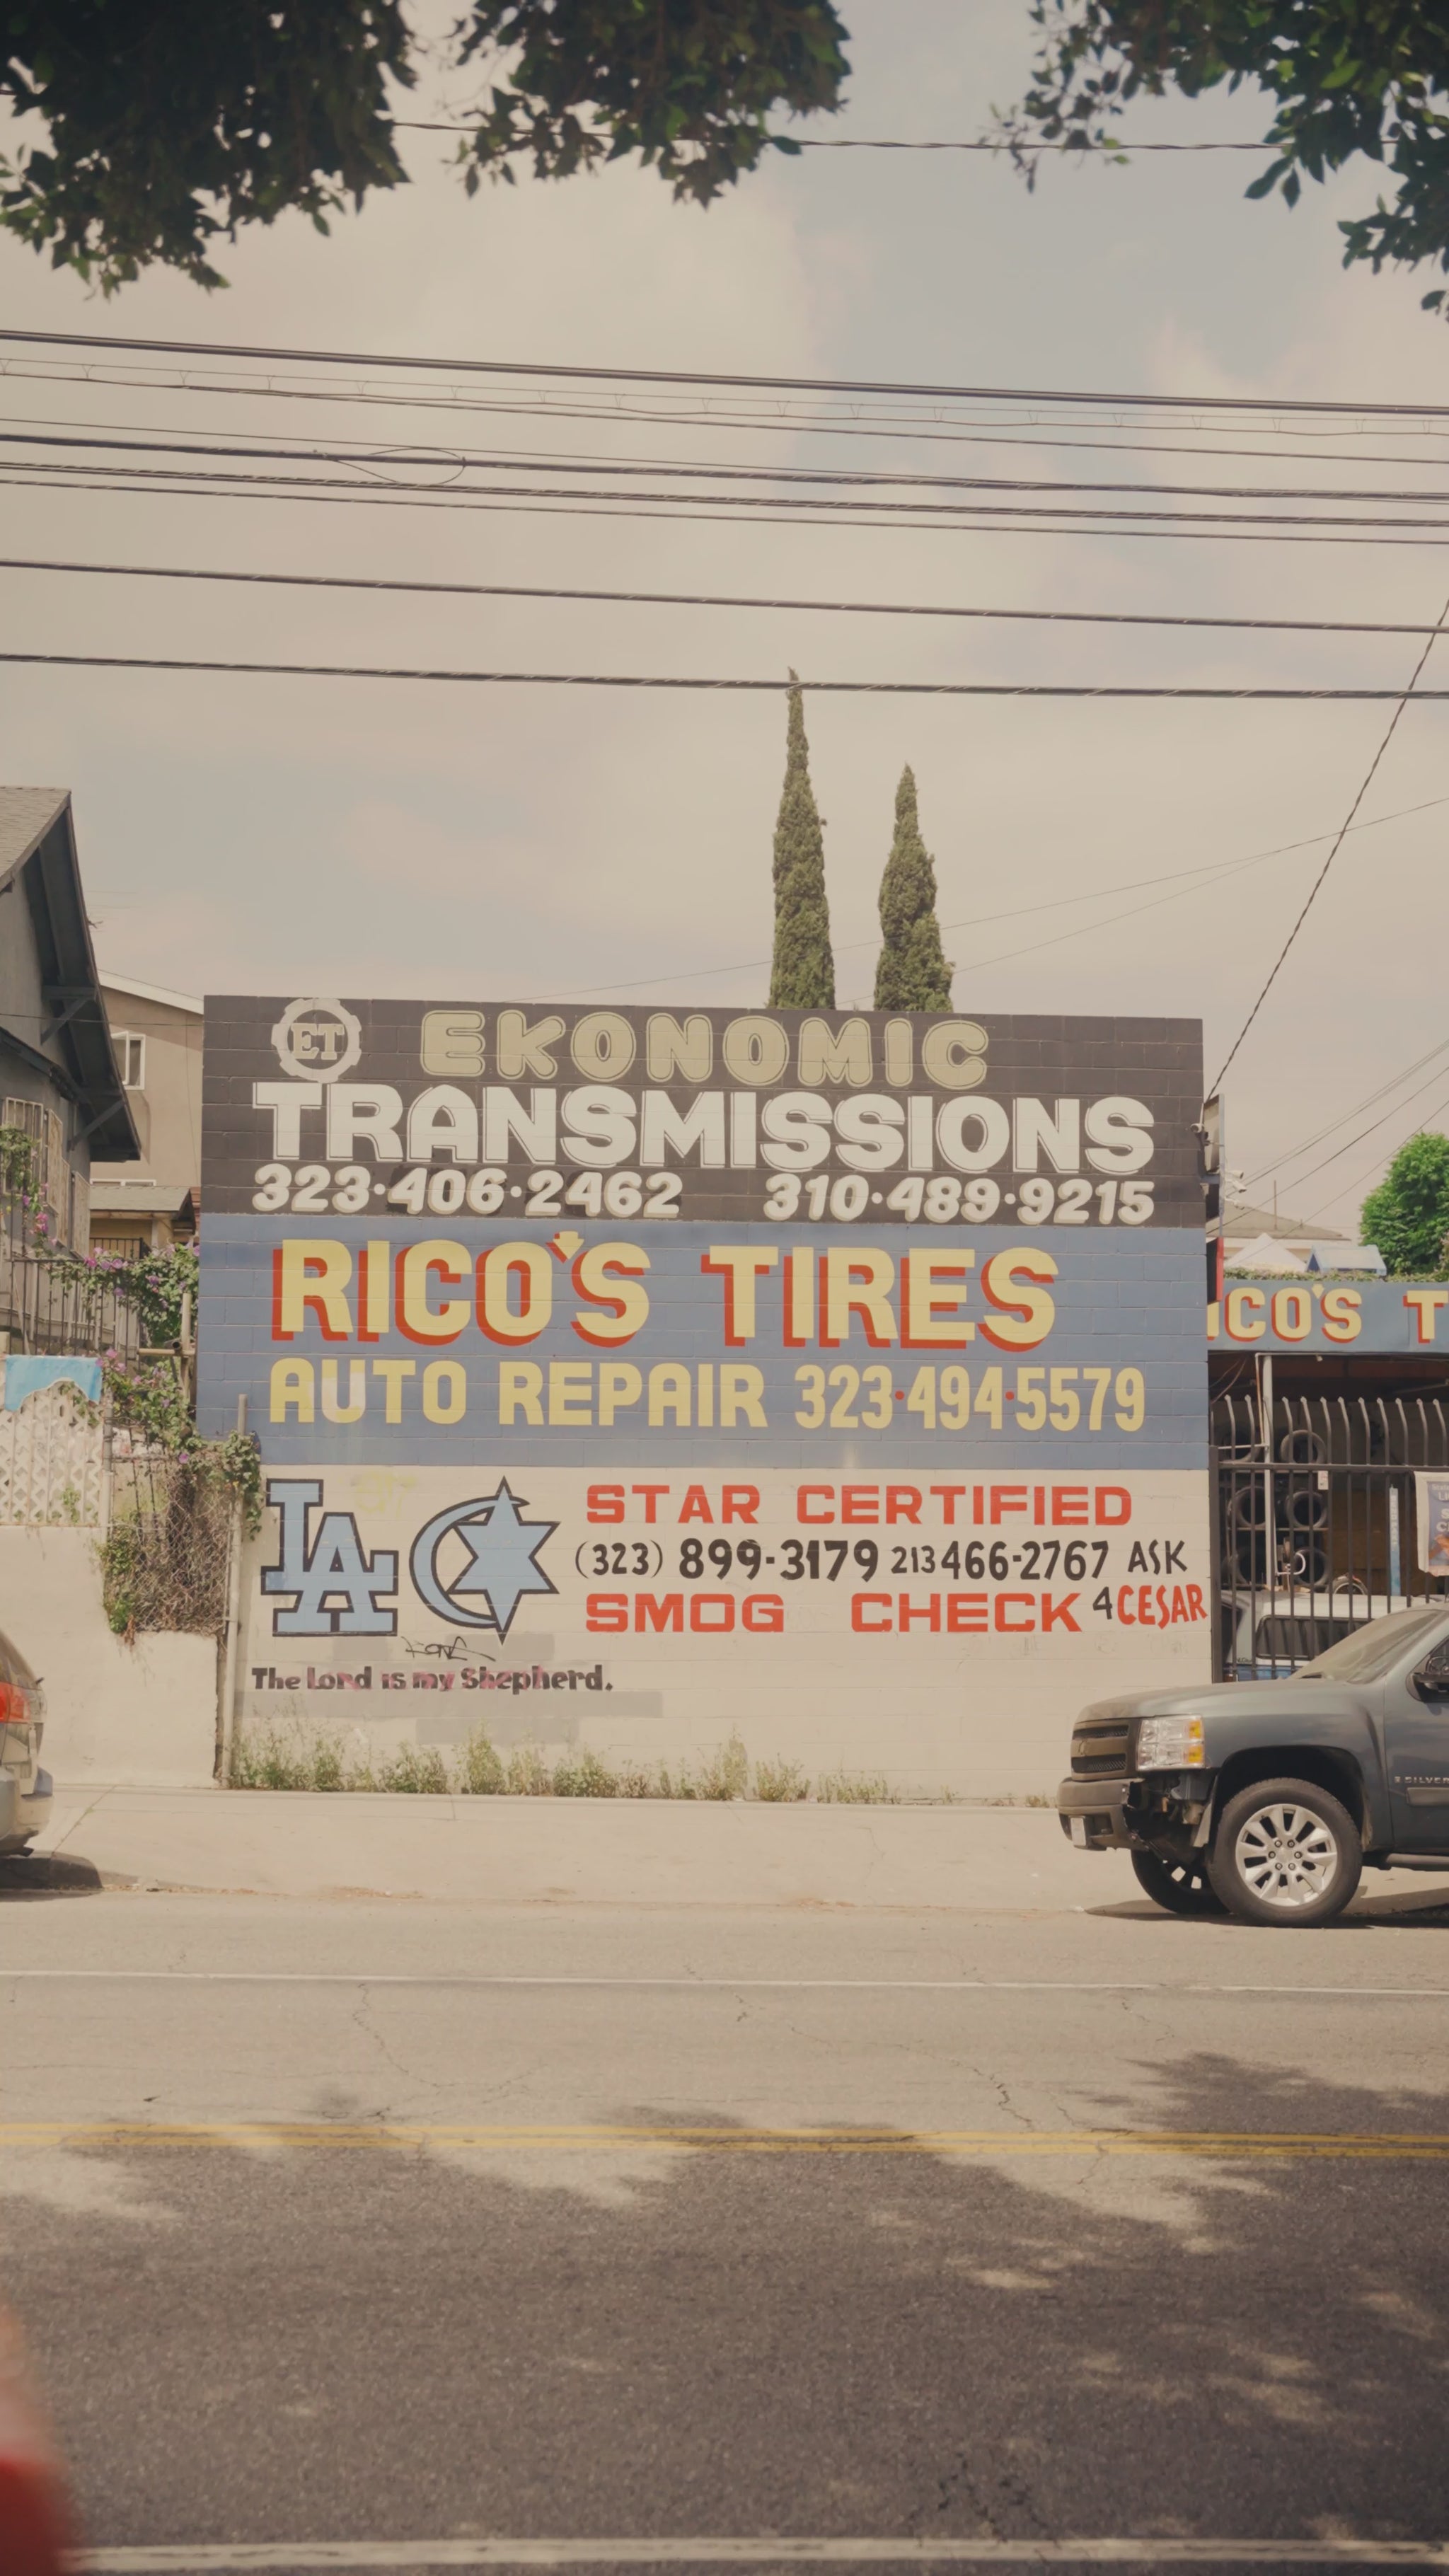 ET
EKONOMIC
TRANSMISSIONS
323·406·2462 310·489·9215
RICO'S TIRES
AUTO REPAIR 323·494·5579
ICO'S T
LA C
STAR CERTIFIED
(323) 899-3179 213 466-2767 ASK
SMOG CHECK 4 CESAR
The Lord is my Shepherd.
SILVER